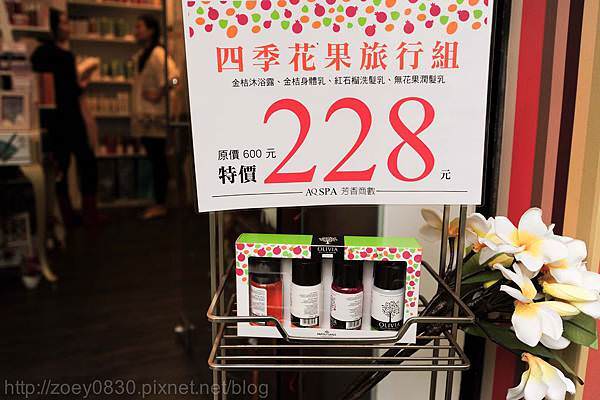 四季花果旅行組
金桔沐浴露、金桔身體乳、紅石榴洗髮乳、無花果潤髮乳
原價 600 元
特價 228 元
AQ SPA 芳香商數
OLIVIA
OLIVIA
http://zoey0830.pixnet.net/blog